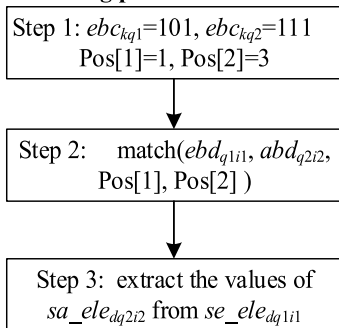 Step 1: ebc_kq1=101, ebc_kq2=111
Pos[1]=1, Pos[2]=3
Step 2: match(ebd_q1i1, abd_q2i2,
Pos[1], Pos[2] )
Step 3: extract the values of
sa_ele_dq2i2 from se_ele_dq1i1